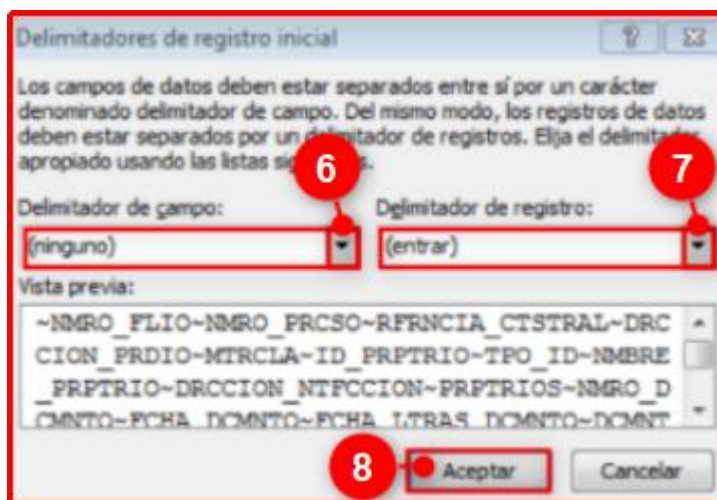 Delimitadores de registro inicial
Los campos de datos deben estar separados entre sí por un carácter
denominado delimitador de campo. Del mismo modo, los registros de datos
deben estar separados por un delimitador de registros. Elija el delimitador
apropiado usando las listas
6
7
Delimitador de campo:
Delimitador de registro:
(ninguno)
(entrar)
Vista previa:
~NMRO_FLIO~NMRO_PRCSO~RFRNCIA_CTSTRAL~DRC
CION_PRDIO~MTRCLA~ID_PRPTRIO~TPO_ID~NMBRE
_PRPTRIO~DRCCION_NTFCCION~PRPTRIOS~NMRO_D
CMNTO~FCHA_DCMNTO~FCHA_LTRAS_DCMNTO~DCMNT
8
Aceptar
Cancelar